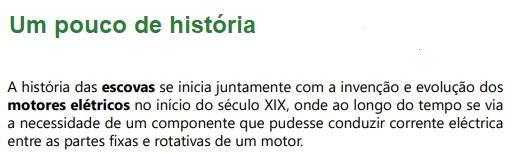 Um pouco de história
A história das escovas se inicia juntamente com a invenção e evolução dos
motores elétricos no início do século XIX, onde ao longo do tempo se via
a necessidade de um componente que pudesse conduzir corrente eléctrica
entre as partes fixas e rotativas de um motor.